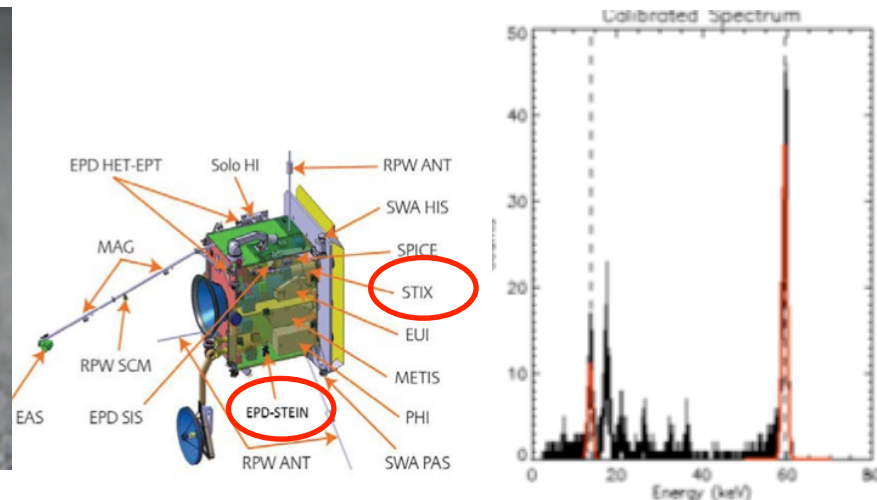 EPD HET-EPT
Solo HI
RPW ANT
SWA HIS
MAG
SPICE
STIX
EUI
RPW SCM
METIS
EAS
EPD SIS
EPD-STEIN
PHI
RPW ANT
SWA PAS
Calibrated Spectrum
50
40
30
20
10
0
0
20
40
60
80
Energy (keV)